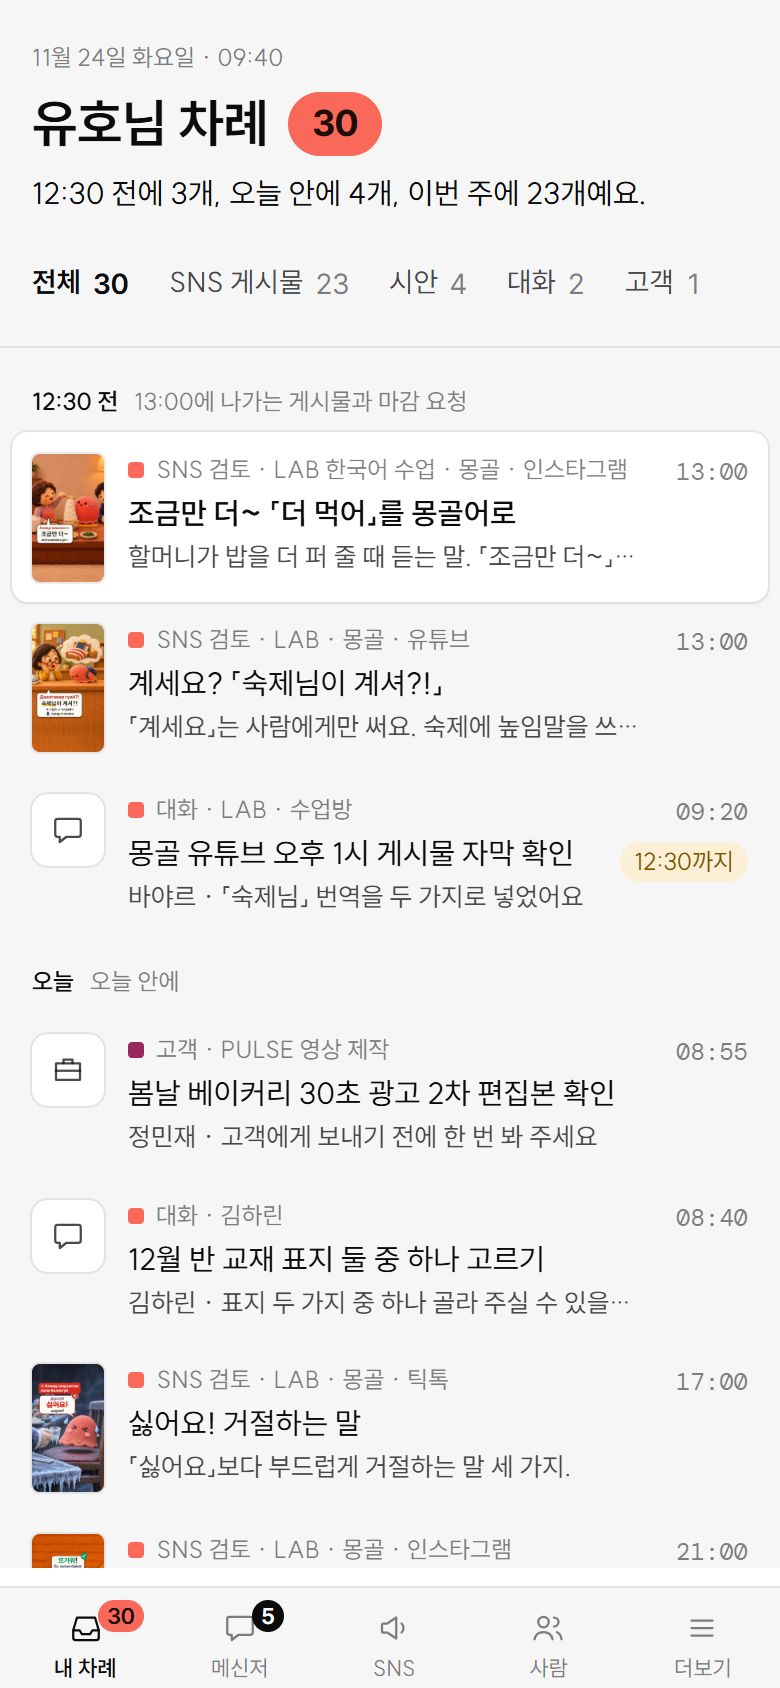 11월 24일 화요일 · 09:40
유호님 차례 30
12:30 전에 3개, 오늘 안에 4개, 이번 주에 23개예요.
전체 30 SNS 게시물 23 시안 4 대화 2 고객 1
12:30 전 13:00에 나가는 게시물과 마감 요청
SNS 검토 · LAB 한국어 수업 · 몽골 · 인스타그램 13:00
조금만 더~ 「더 먹어」를 몽골어로
할머니가 밥을 더 퍼 줄 때 듣는 말. 「조금만 더~」…
조금만 더~
SNS 검토 · LAB · 몽골 · 유튜브 13:00
계세요? 「숙제님이 계셔?!」
「계세요」는 사람에게만 써요. 숙제에 높임말을 쓰…
숙제님이 계셔?!
대화 · LAB · 수업방 09:20
몽골 유튜브 오후 1시 게시물 자막 확인 12:30까지
바야르 · 「숙제님」 번역을 두 가지로 넣었어요
오늘 오늘 안에
고객 · PULSE 영상 제작 08:55
봄날 베이커리 30초 광고 2차 편집본 확인
정민재 · 고객에게 보내기 전에 한 번 봐 주세요
대화 · 김하린 08:40
12월 반 교재 표지 둘 중 하나 고르기
김하린 · 표지 두 가지 중 하나 골라 주실 수 있을…
SNS 검토 · LAB · 몽골 · 틱톡 17:00
싫어요! 거절하는 말
「싫어요」보다 부드럽게 거절하는 말 세 가지.
싫어요!
SNS 검토 · LAB · 몽골 · 인스타그램 21:00
뜨거워!
30 5
내 차례 메신저 SNS 사람 더보기